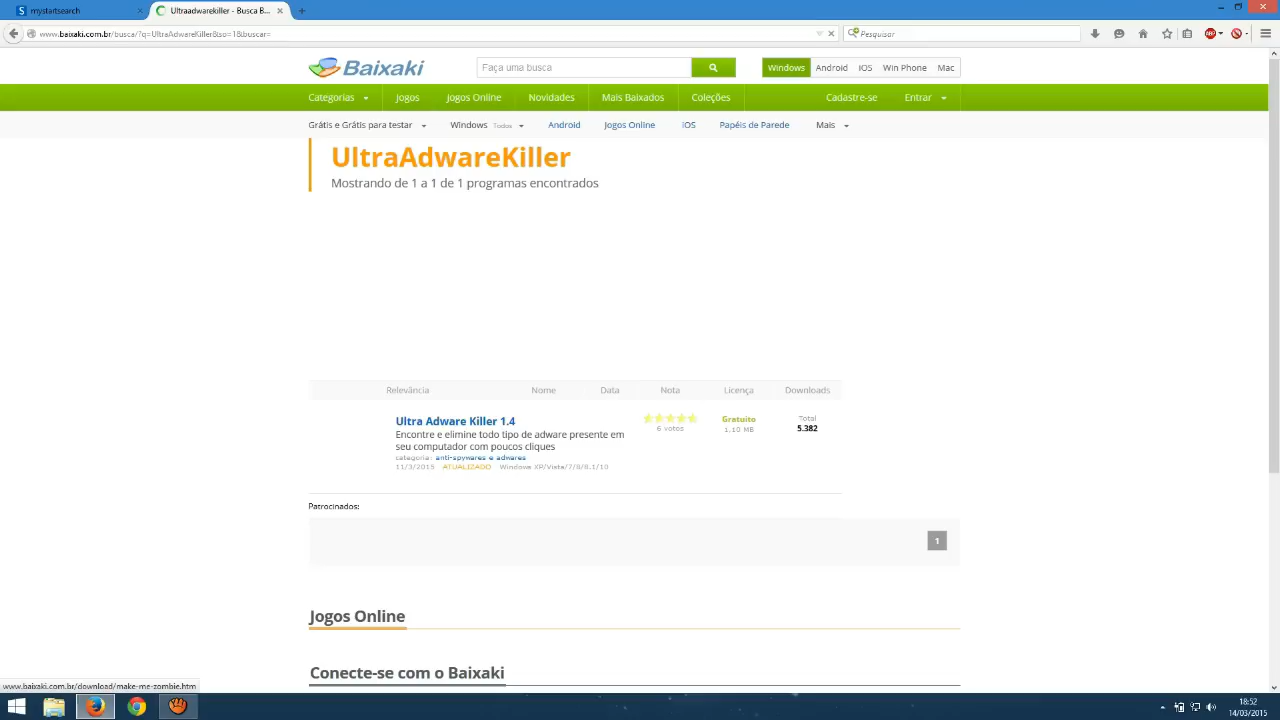 mystartsearch
Ultraadwarekiller - Busca B...
www.baixaki.com.br/busca/?q=UltraAdwareKiller&so=1&buscar=
Pesquisar
Baixaki
Faça uma busca
Windows Android iOS Win Phone Mac
Categorias Jogos Jogos Online Novidades Mais Baixados Coleções Cadastre-se Entrar
Grátis e Grátis para testar Windows Todos Android Jogos Online iOS Papéis de Parede Mais
UltraAdwareKiller
Mostrando de 1 a 1 de 1 programas encontrados
Relevância Nome Data Nota Licença Downloads
Ultra Adware Killer 1.4
Encontre e elimine todo tipo de adware presente em
seu computador com poucos cliques
categoria: anti-spywares e adwares
11/3/2015 ATUALIZADO Windows XP/Vista/7/8/8.1/10
6 votos
Gratuito
1.10 MB
Total
5.382
Patrocinados:
1
Jogos Online
Conecte-se com o Baixaki
www.baixaki.com.br/download/make-me-zombie.htm
18:52
14/03/2015